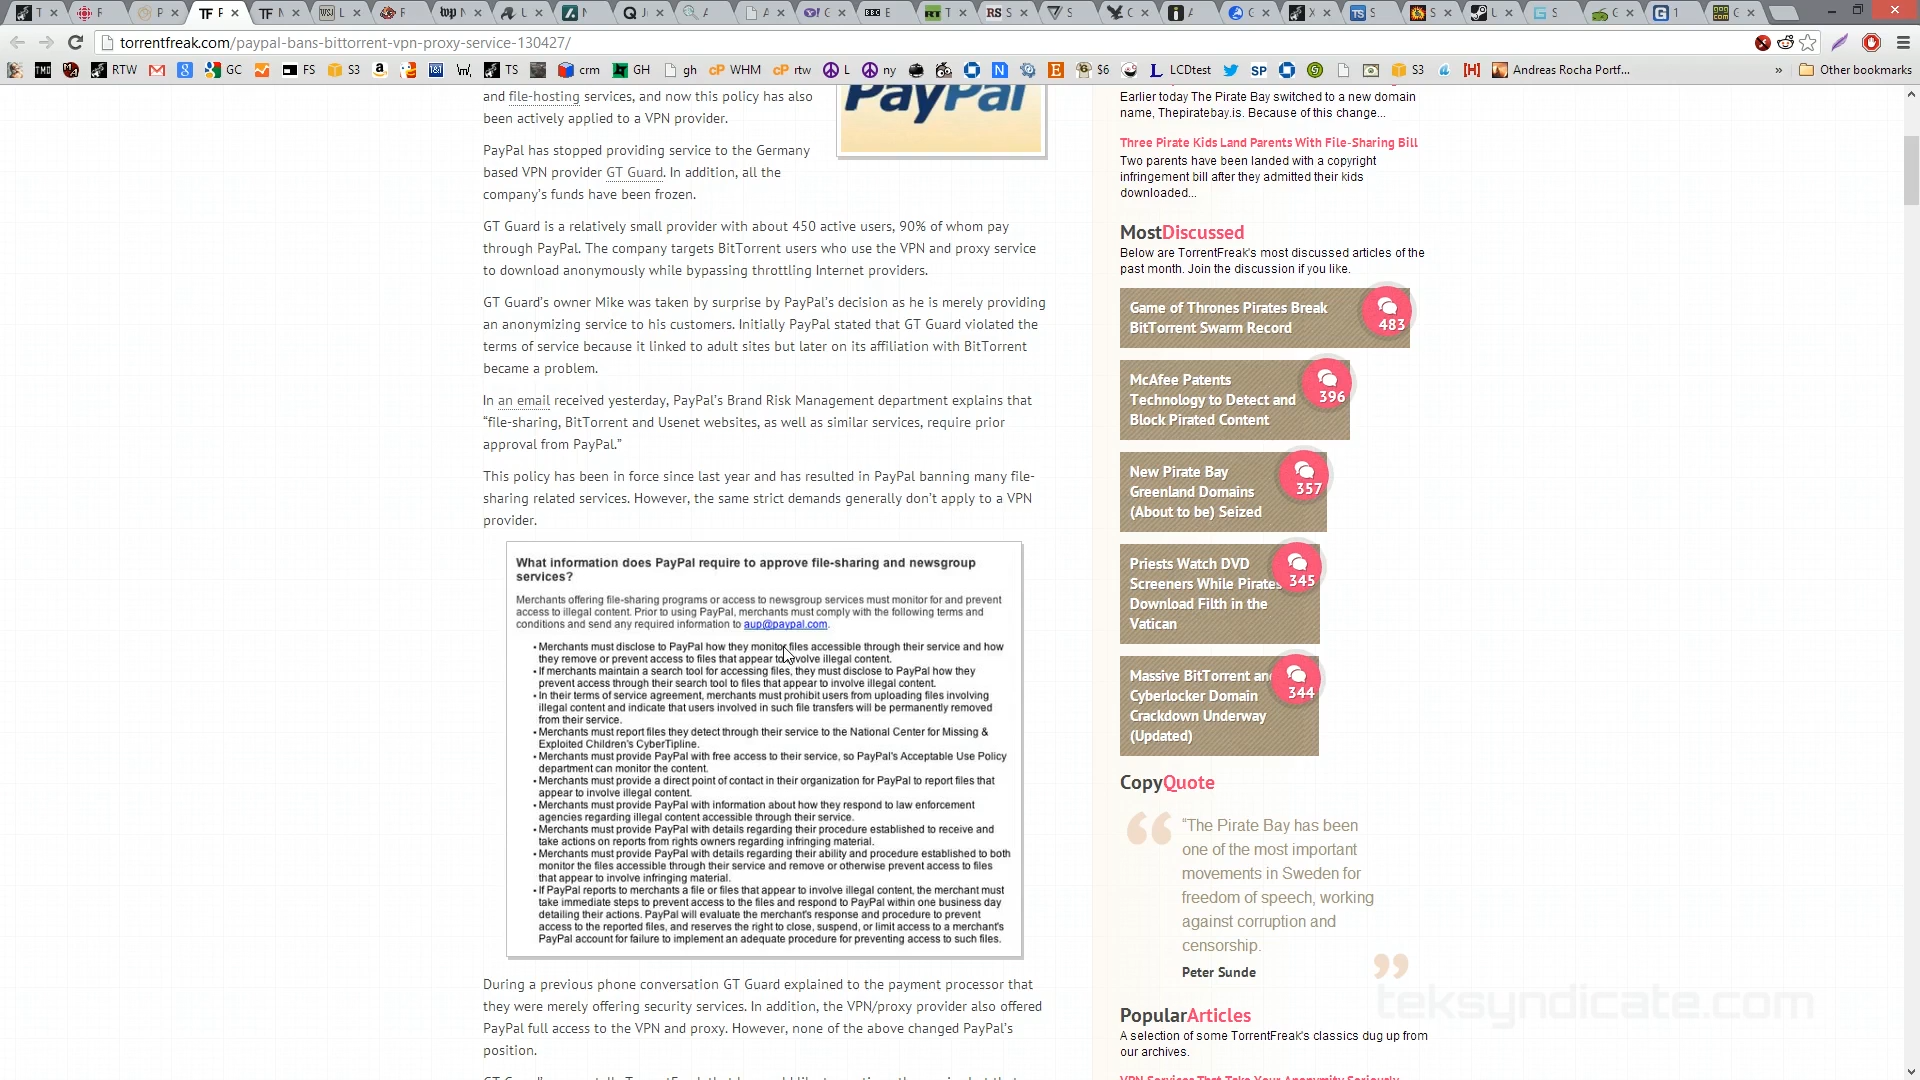 torrentfreak.com/paypal-bans-bittorrent-vpn-proxy-service-130427/
RTW
GC
FS
S3
TS
crm
GH
gh
WHM
rtw
L
ny
$6
LCDtest
SP
S3
[H]
Andreas Rocha Portf...
»
Other bookmarks
and file-hosting services, and now this policy has also
been actively applied to a VPN provider.
PayPal
PayPal has stopped providing service to the Germany
based VPN provider GT Guard. In addition, all the
company's funds have been frozen.
GT Guard is a relatively small provider with about 450 active users, 90% of whom pay
through PayPal. The company targets BitTorrent users who use the VPN and proxy service
to download anonymously while bypassing throttling Internet providers.
GT Guard's owner Mike was taken by surprise by PayPal's decision as he is merely providing
an anonymizing service to his customers. Initially PayPal stated that GT Guard violated the
terms of service because it linked to adult sites but later on its affiliation with BitTorrent
became a problem.
In an email received yesterday, PayPal's Brand Risk Management department explains that
“file-sharing, BitTorrent and Usenet websites, as well as similar services, require prior
approval from PayPal.”
This policy has been in force since last year and has resulted in PayPal banning many file-
sharing related services. However, the same strict demands generally don't apply to a VPN
provider.
What information does PayPal require to approve file-sharing and newsgroup
services?
Merchants offering file-sharing programs or access to newsgroup services must monitor for and prevent
access to illegal content. Prior to using PayPal, merchants must comply with the following terms and
conditions and send any required information to aup@paypal.com.
• Merchants must disclose to PayPal how they monitor files accessible through their service and how
they remove or prevent access to files that appear to involve illegal content.
• If merchants maintain a search tool for accessing files, they must disclose to PayPal how they
prevent access through their search tool to files that appear to involve illegal content.
• In their terms of service agreement, merchants must prohibit users from uploading files involving
illegal content and indicate that users involved in such file transfers will be permanently removed
from their service.
• Merchants must report files they detect through their service to the National Center for Missing &
Exploited Children's CyberTipline.
• Merchants must provide PayPal with free access to their service, so PayPal's Acceptable Use Policy
department can monitor the content.
• Merchants must provide a direct point of contact in their organization for PayPal to report files that
appear to involve illegal content.
• Merchants must provide PayPal with information about how they respond to law enforcement
agencies regarding illegal content accessible through their service.
• Merchants must provide PayPal with details regarding their procedure established to receive and
take actions on reports from rights owners regarding infringing material.
• Merchants must provide PayPal with details regarding their ability and procedure established to both
monitor the files accessible through their service and remove or otherwise prevent access to files
that appear to involve infringing material.
• If PayPal reports to merchants a file or files that appear to involve illegal content, the merchant must
take immediate steps to prevent access to the files and respond to PayPal within one business day
detailing their actions. PayPal will evaluate the merchant's response and procedure to prevent
access to the reported files, and reserves the right to close, suspend, or limit access to a merchant's
PayPal account for failure to implement an adequate procedure for preventing access to such files.
During a previous phone conversation GT Guard explained to the payment processor that
they were merely offering security services. In addition, the VPN/proxy provider also offered
PayPal full access to the VPN and proxy. However, none of the above changed PayPal's
position.
Earlier today The Pirate Bay switched to a new domain
name, Thepiratebay.is. Because of this change...
Three Pirate Kids Land Parents With File-Sharing Bill
Two parents have been landed with a copyright
infringement bill after they admitted their kids
downloaded...
MostDiscussed
Below are TorrentFreak's most discussed articles of the
past month. Join the discussion if you like.
Game of Thrones Pirates Break
BitTorrent Swarm Record
483
McAfee Patents
Technology to Detect and
Block Pirated Content
396
New Pirate Bay
Greenland Domains
(About to be) Seized
357
Priests Watch DVD
Screeners While Pirates
Download Filth in the
Vatican
345
Massive BitTorrent and
Cyberlocker Domain
Crackdown Underway
(Updated)
344
CopyQuote
“The Pirate Bay has been
one of the most important
movements in Sweden for
freedom of speech, working
against corruption and
censorship.
Peter Sunde
teksyndicate.com
PopularArticles
A selection of some TorrentFreak's classics dug up from
our archives.
VPN Services That Take Your Anonymity Seriously